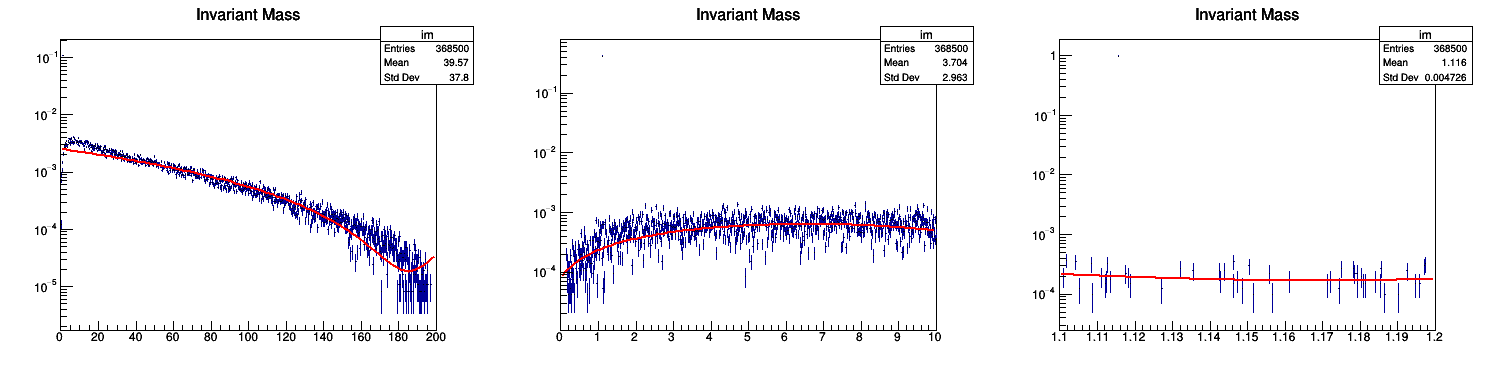 Invariant Mass
im
Entries 368500
Mean 39.57
Std Dev 37.8
10⁻¹
10⁻²
10⁻³
10⁻⁴
10⁻⁵
0 20 40 60 80 100 120 140 160 180 200
Invariant Mass
im
Entries 368500
Mean 3.704
Std Dev 2.963
10⁻¹
10⁻²
10⁻³
10⁻⁴
0 1 2 3 4 5 6 7 8 9 10
Invariant Mass
im
Entries 368500
Mean 1.116
Std Dev 0.004726
1
10⁻¹
10⁻²
10⁻³
10⁻⁴
1.1 1.11 1.12 1.13 1.14 1.15 1.16 1.17 1.18 1.19 1.2